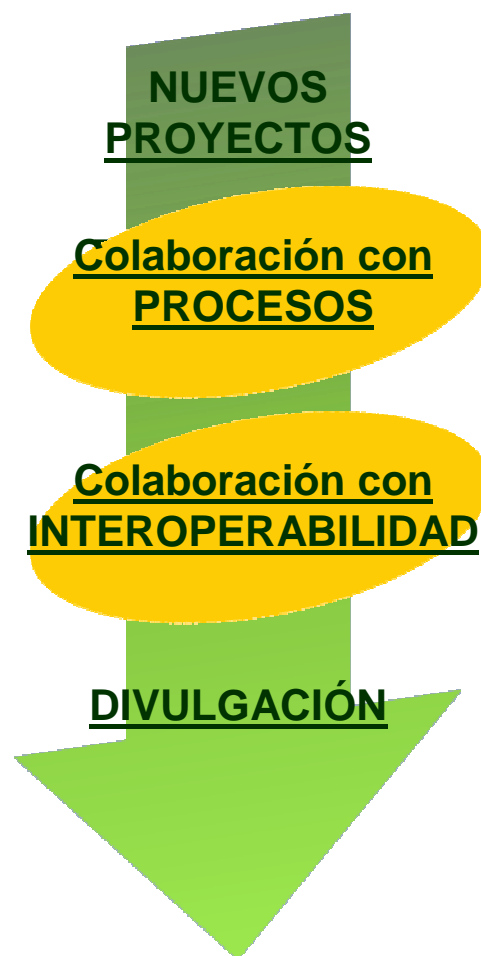 NUEVOS
PROYECTOS
Colaboración con
PROCESOS
Colaboración con
INTEROPERABILIDAD
DIVULGACIÓN